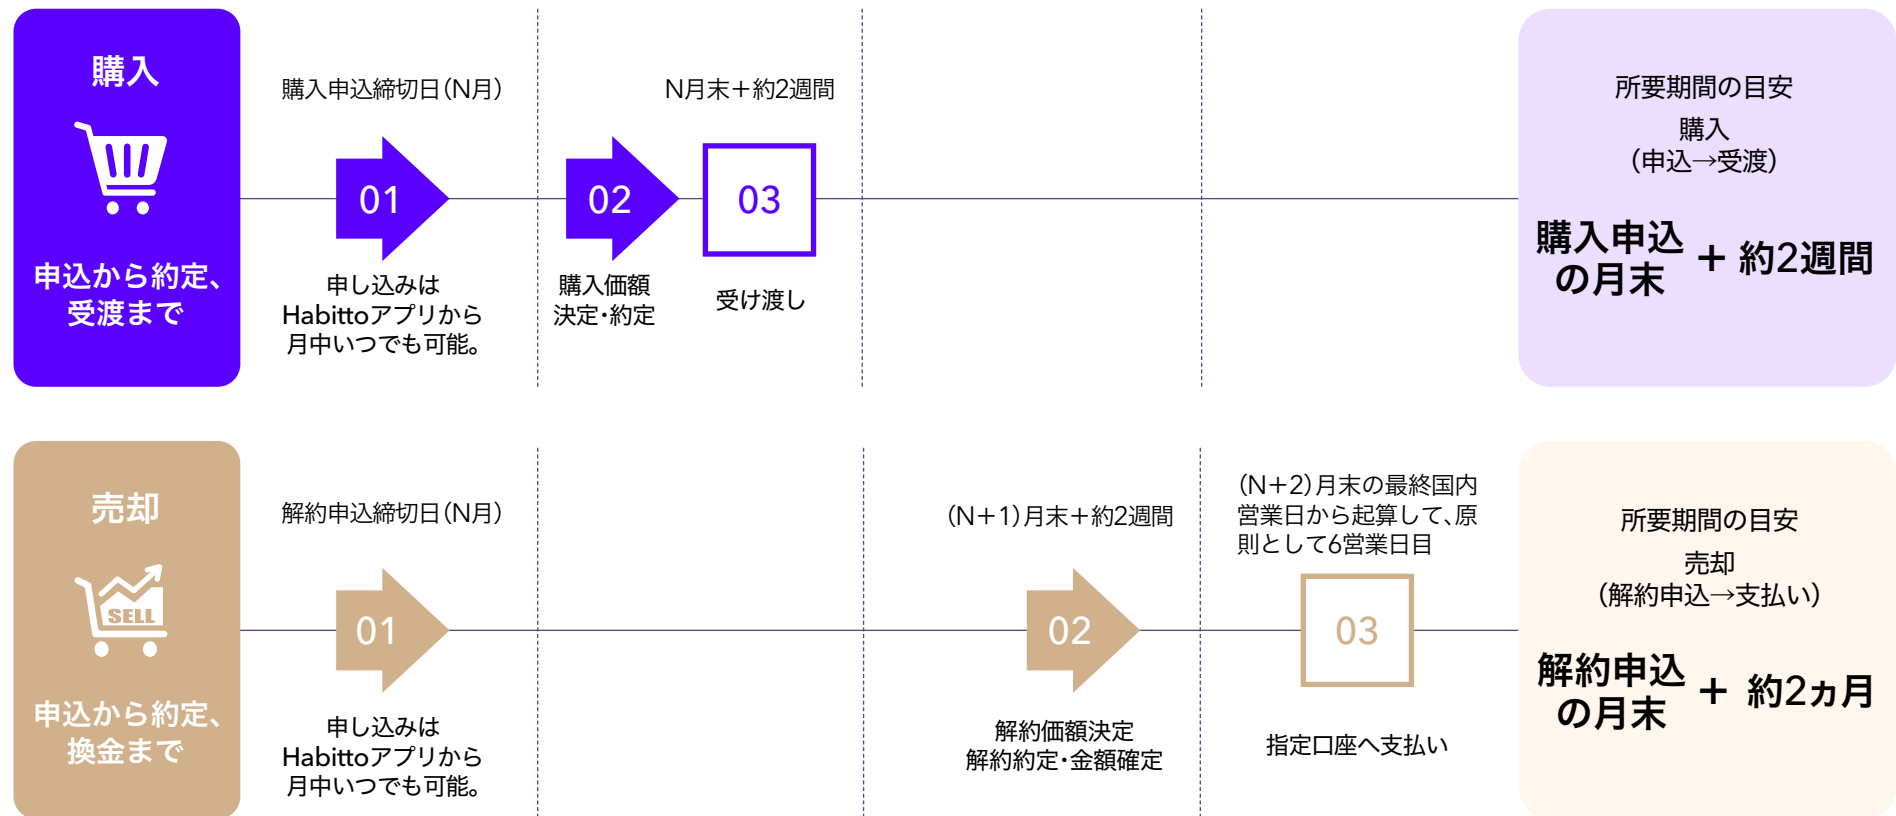 購入
申込から約定、
受渡まで
購入申込締切日(N月)
01
申し込みは
Habittoアプリから
月中いつでも可能。
02
購入価額
決定・約定
N月末+約2週間
03
受け渡し
所要期間の目安
購入
(申込→受渡)
購入申込
の月末
+ 約2週間
売却
SELL
申込から約定、
換金まで
解約申込締切日(N月)
01
申し込みは
Habittoアプリから
月中いつでも可能。
(N+1)月末+約2週間
02
解約価額決定
解約約定・金額確定
(N+2)月末の最終国内
営業日から起算して、原
則として6営業日目
03
指定口座へ支払い
所要期間の目安
売却
(解約申込→支払い)
解約申込
の月末
+ 約2ヵ月